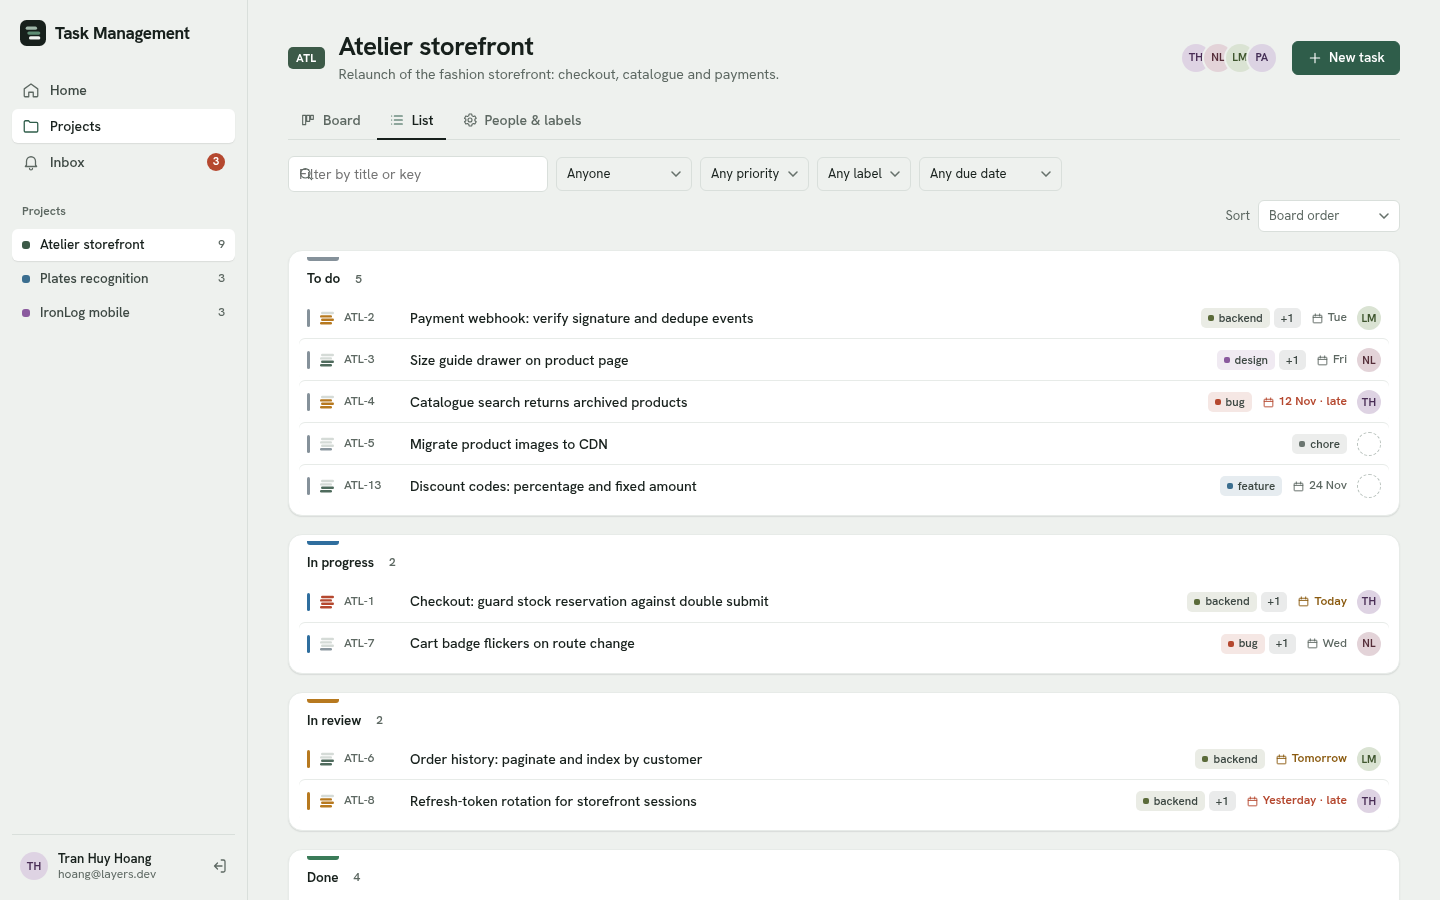 Task Management
Home
Projects
Inbox 3
Projects
Atelier storefront 9
Plates recognition 3
IronLog mobile 3
TH Tran Huy Hoang
hoang@layers.dev
ATL Atelier storefront
Relaunch of the fashion storefront: checkout, catalogue and payments.
TH NL LM PA
New task
Board List People & labels
Filter by title or key Anyone Any priority Any label Any due date
Sort Board order
To do 5
ATL-2 Payment webhook: verify signature and dedupe events backend +1 Tue LM
ATL-3 Size guide drawer on product page design +1 Fri NL
ATL-4 Catalogue search returns archived products bug 12 Nov · late TH
ATL-5 Migrate product images to CDN chore
ATL-13 Discount codes: percentage and fixed amount feature 24 Nov
In progress 2
ATL-1 Checkout: guard stock reservation against double submit backend +1 Today TH
ATL-7 Cart badge flickers on route change bug +1 Wed NL
In review 2
ATL-6 Order history: paginate and index by customer backend Tomorrow LM
ATL-8 Refresh-token rotation for storefront sessions backend +1 Yesterday · late TH
Done 4